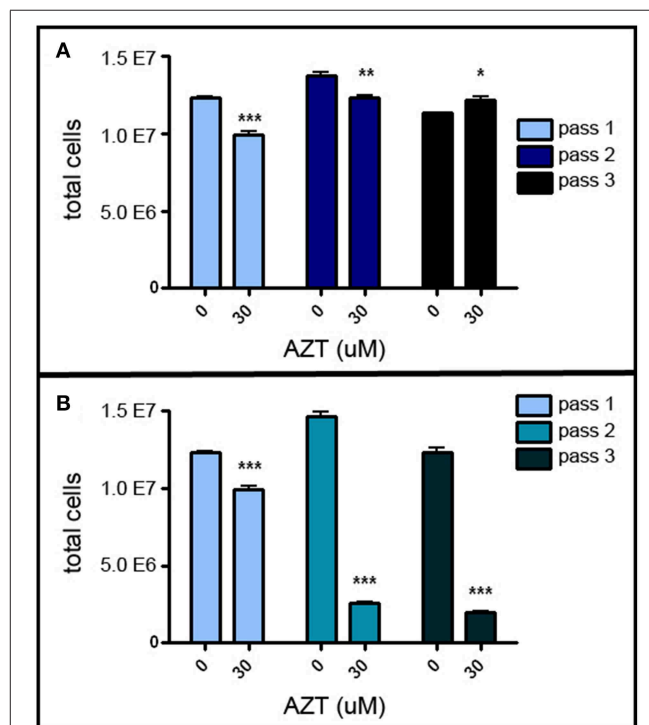 A
1.5 E7
1.0 E7
5.0 E6
0
total cells
*** ** *
pass 1
pass 2
pass 3
0 30 0 30 0 30
AZT (uM)
B
1.5 E7
1.0 E7
5.0 E6
0
total cells
*** *** ***
pass 1
pass 2
pass 3
0 30 0 30 0 30
AZT (uM)